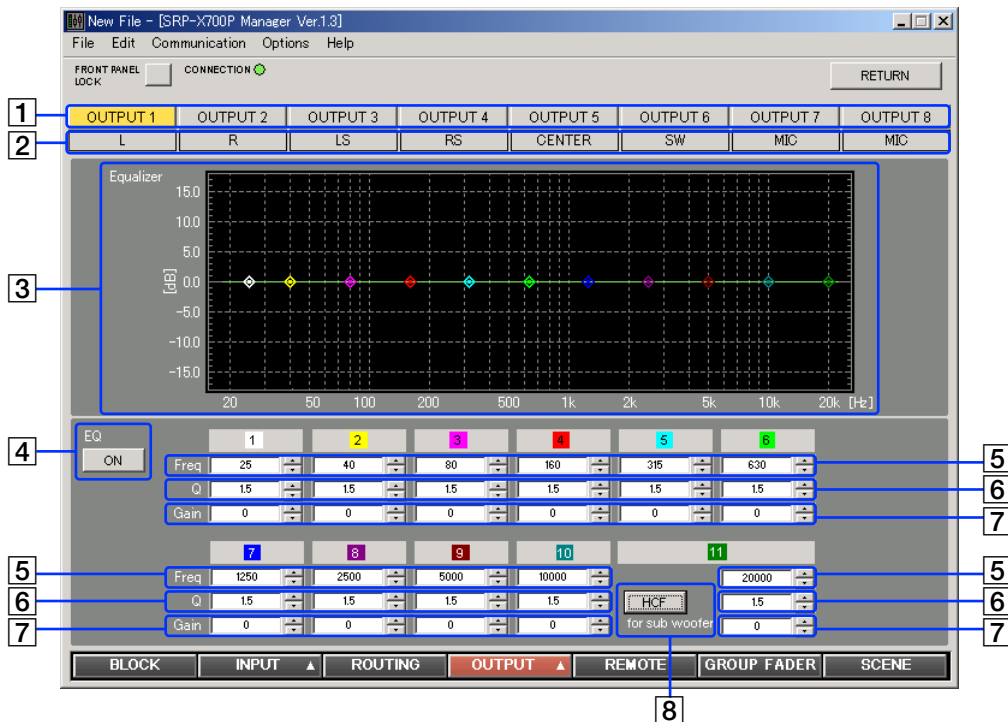 New File - [SRP-X700P Manager Ver.1.3]
File Edit Communication Options Help
FRONT PANEL LOCK CONNECTION RETURN
1 OUTPUT 1 OUTPUT 2 OUTPUT 3 OUTPUT 4 OUTPUT 5 OUTPUT 6 OUTPUT 7 OUTPUT 8
2 L R LS RS CENTER SW MIC MIC
Equalizer
15.0
10.0
5.0
3 [dB] 0.0
-5.0
-10.0
-15.0
20 50 100 200 500 1k 2k 5k 10k 20k [Hz]
4 EQ ON
1 2 3 4 5 6
Freq 25 40 80 160 315 630 5
Q 1.5 1.5 1.5 1.5 1.5 1.5 6
Gain 0 0 0 0 0 0 7
7 8 9 10 11
5 Freq 1250 2500 5000 10000 20000 5
6 Q 1.5 1.5 1.5 1.5 HCF 1.5 6
7 Gain 0 0 0 0 for sub woofer 0 7
BLOCK INPUT ▲ ROUTING OUTPUT ▲ REMOTE GROUP FADER SCENE
8